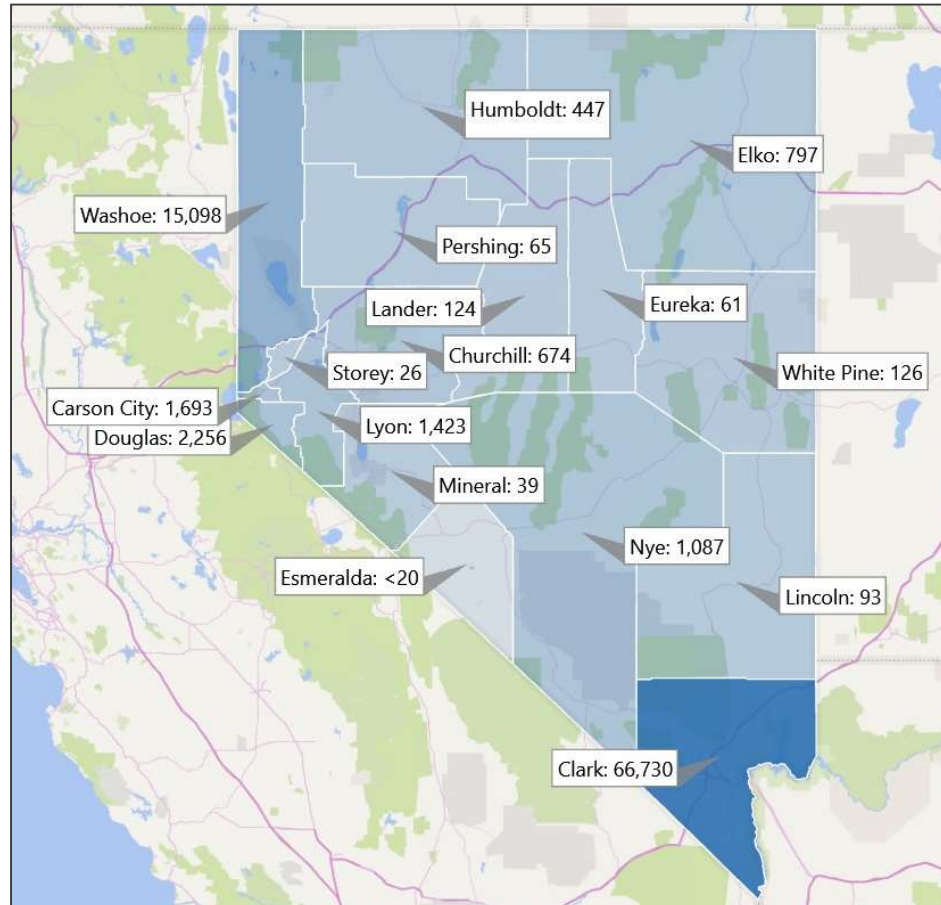 Humboldt: 447
Elko: 797
Washoe: 15,098
Pershing: 65
Lander: 124
Eureka: 61
Churchill: 674
Storey: 26
White Pine: 126
Carson City: 1,693
Lyon: 1,423
Douglas: 2,256
Mineral: 39
Nye: 1,087
Esmeralda: <20
Lincoln: 93
Clark: 66,730